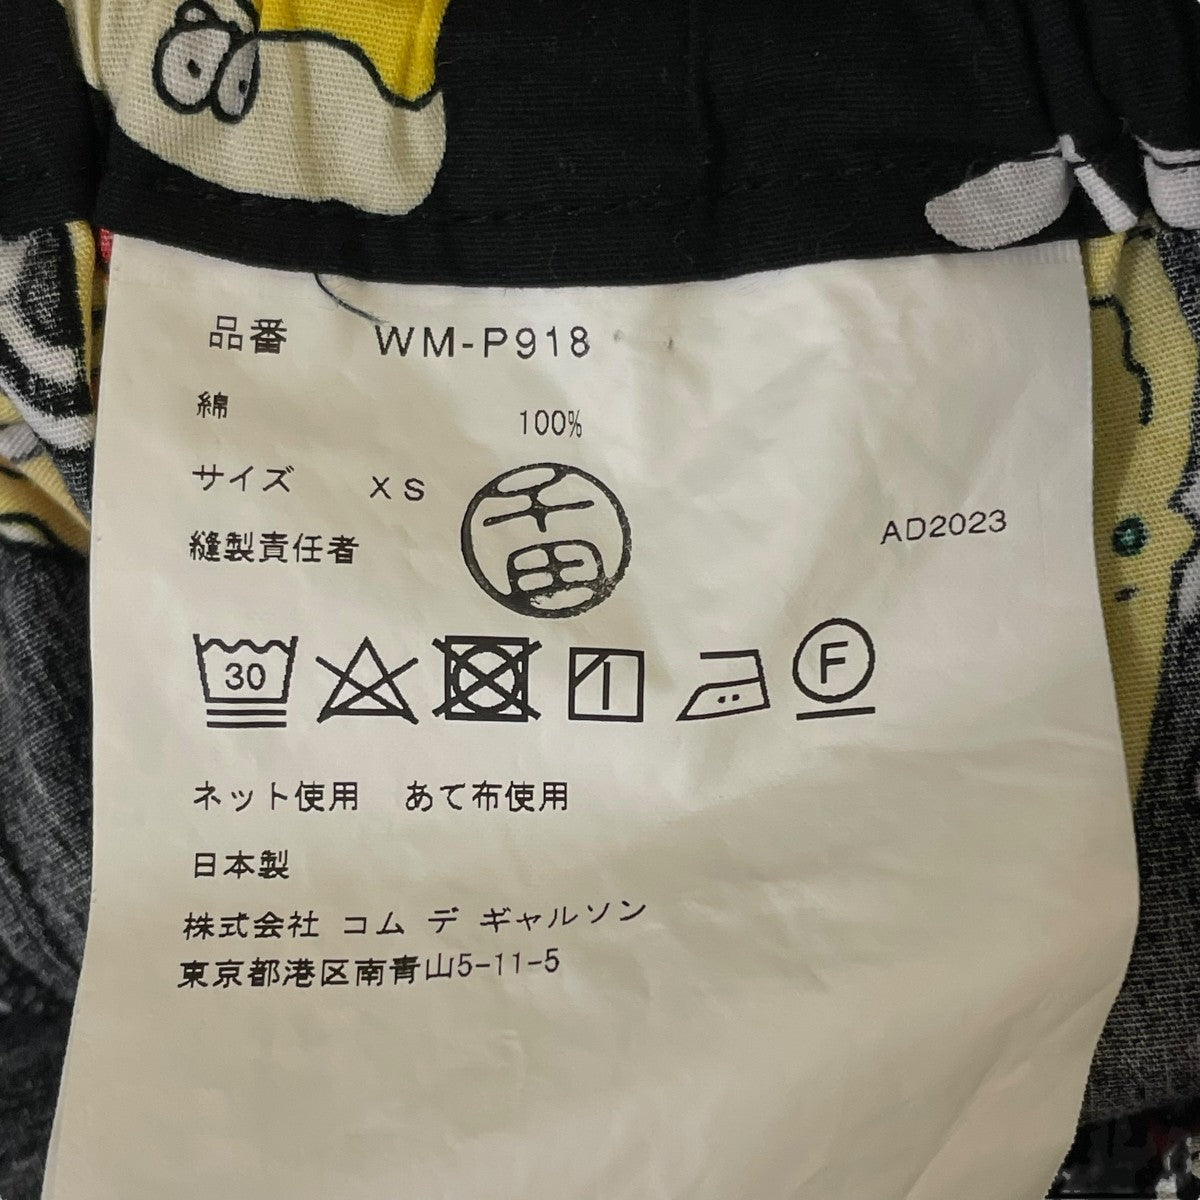 品番 WM-P918
綿 100%
サイズ XS
千田
AD2023
縫製責任者
30 F
ネット使用 あて布使用
日本製
株式会社 コム デ ギャルソン
東京都港区南青山5-11-5